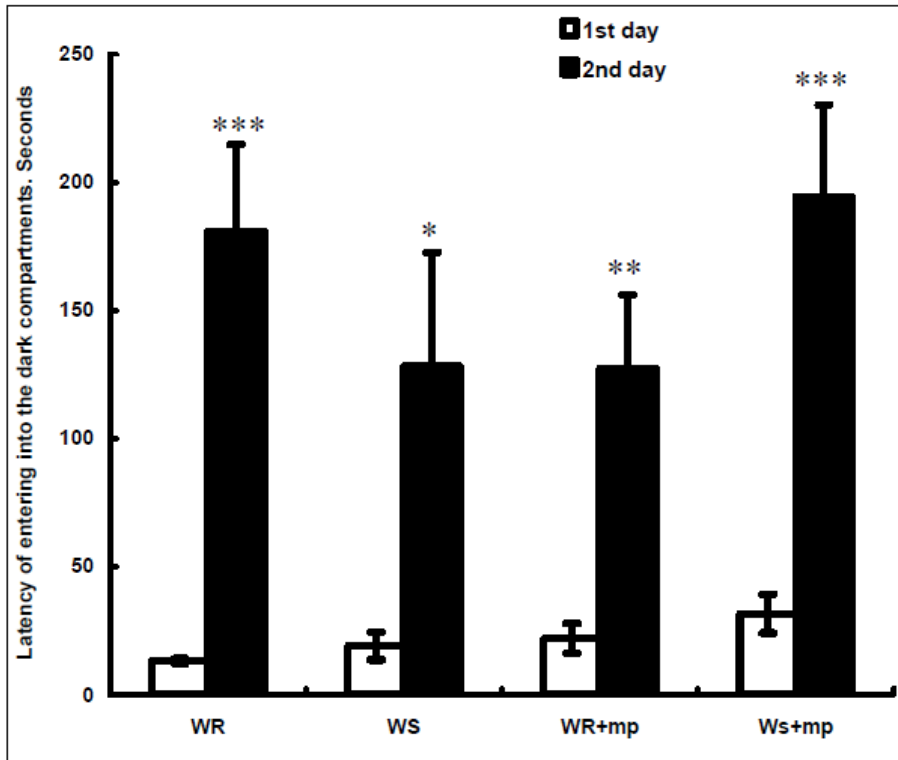 1st day
2nd day
Latency of entering into the dark compartments. Seconds
250
200
150
100
50
0
***
*
**
***
WR
WS
WR+mp
Ws+mp